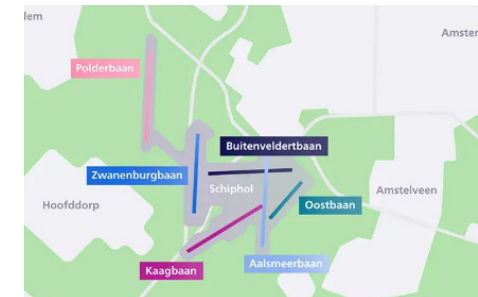 lem
Amster
Polderbaan
Buitenveldertbaan
Zwanenburgbaan
Schiphol
Amstelveen
Hoofddorp
Oostbaan
Aalsmeerbaan
Kaagbaan